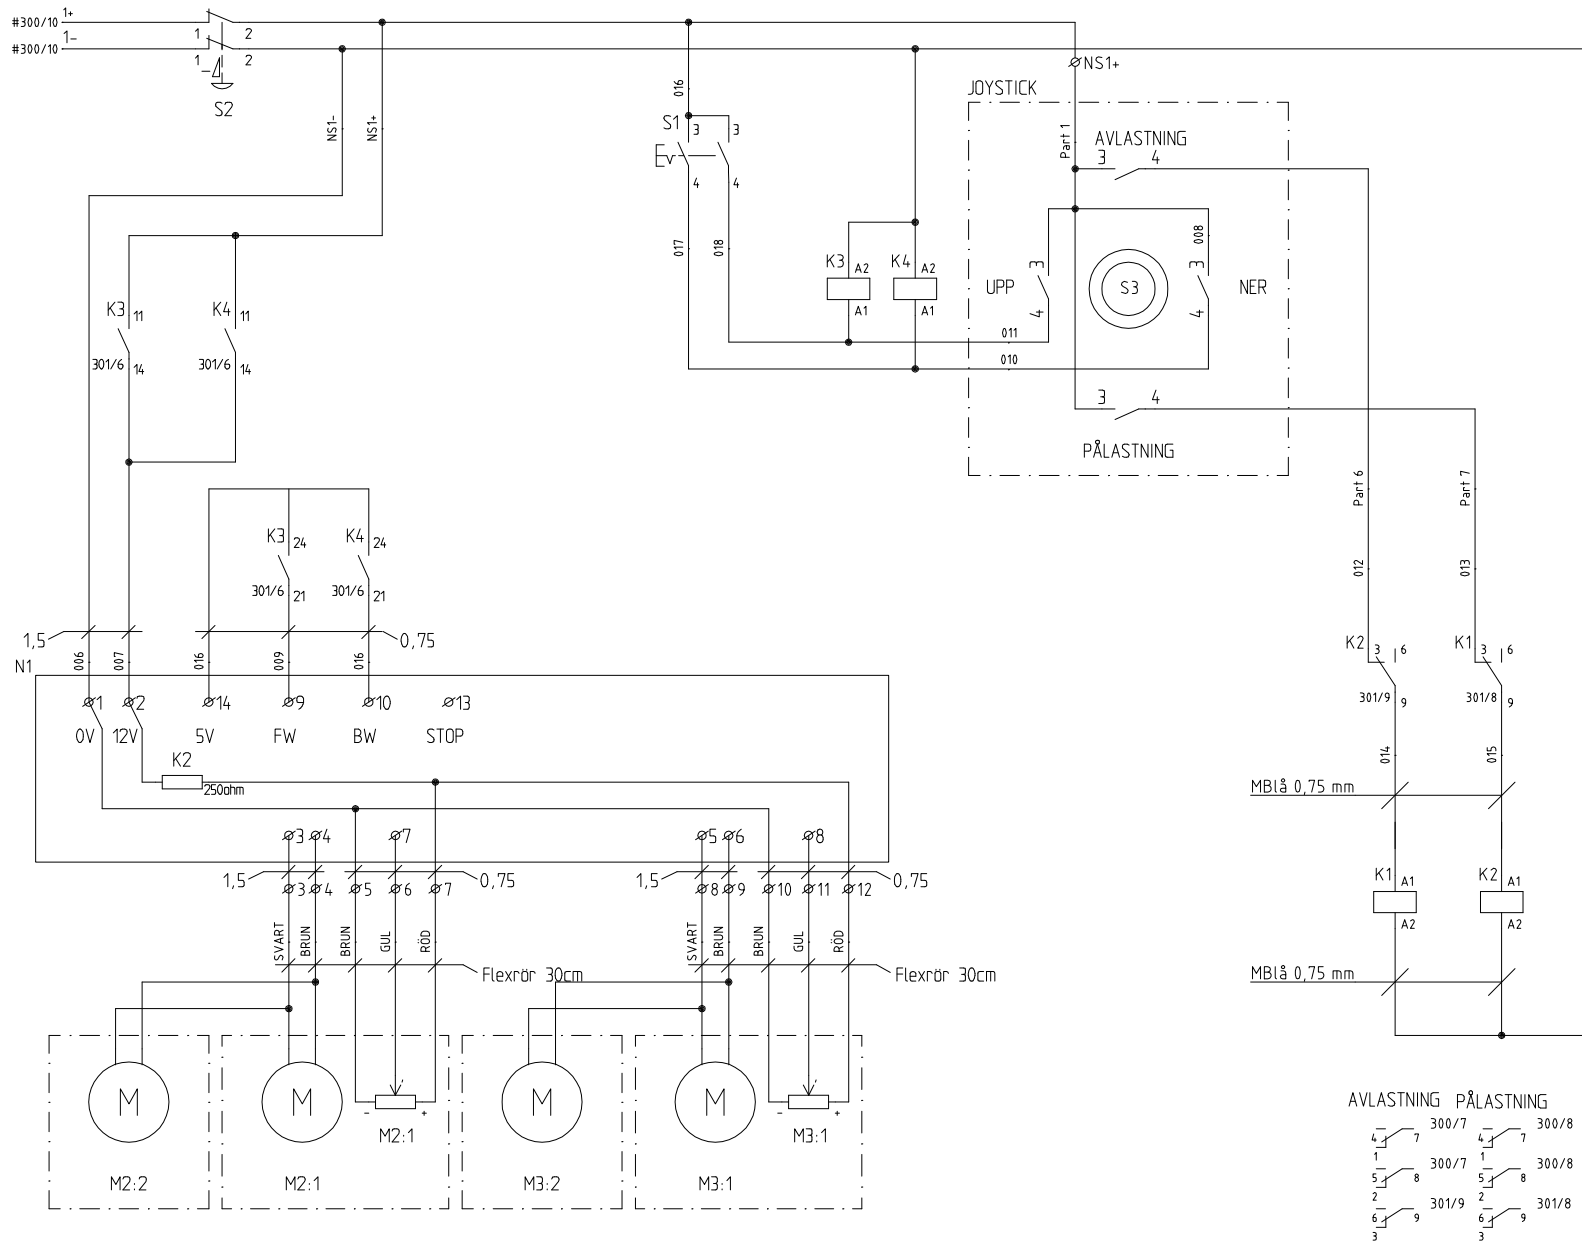 #300/10 1+
#300/10 1-
1 2
1 2
S2
NS1-
NS1+
016
S1
3 3
4 4
017
018
NS1+
JOYSTICK
Part 1
AVLASTNING
3 4
008
K3 A2
A1
K4 A2
A1
UPP
3
4
S3
3
4
NER
011
010
3 4
PÅLASTNING
K3 11
301/6 14
K4 11
301/6 14
K3 24
301/6 21
K4 24
301/6 21
Part 6
Part 7
012
013
1,5
0,75
N1
006
007
016
009
016
1
2
14
9
10
13
0V
12V
5V
FW
BW
STOP
K2
250ohm
3
4
7
5
6
8
1,5
0,75
1,5
0,75
3
4
5
6
7
8
9
10
11
12
SVART
BRUN
BRUN
GUL
RÖD
SVART
BRUN
BRUN
GUL
RÖD
Flexrör 30cm
Flexrör 30cm
M
M
- +
M2:1
M
M
- +
M3:1
M2:2
M2:1
M3:2
M3:1
K2 3 6
301/9 9
K1 3 6
301/8 9
014
015
MBlå 0,75 mm
K1 A1
A2
K2 A1
A2
MBlå 0,75 mm
AVLASTNING PÅLASTNING
4 7 300/7
1
5 8 300/7
2
6 9 301/9
3
4 7 300/8
1
5 8 300/8
2
6 9 301/8
3